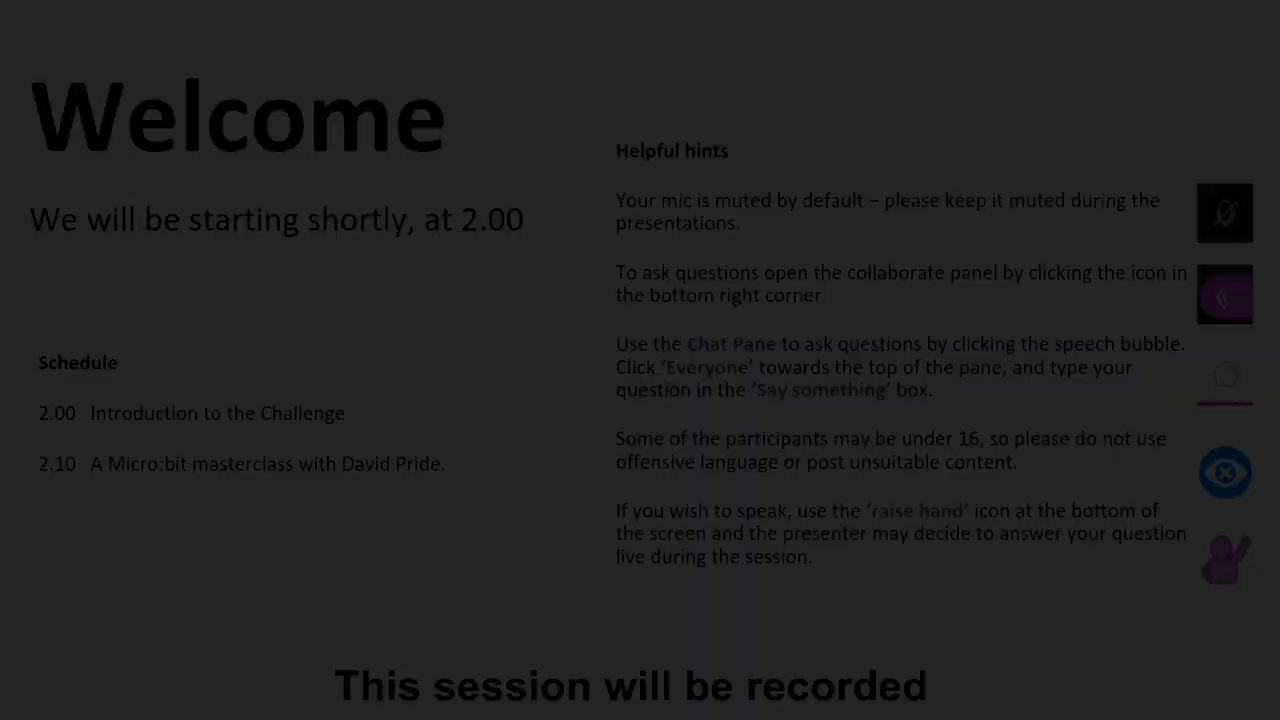 Welcome
We will be starting shortly, at 2.00
Schedule
2.00 Introduction to the Challenge
2.10 A Micro:bit masterclass with David Pride.
Helpful hints
Your mic is muted by default – please keep it muted during the
presentations.
To ask questions open the collaborate panel by clicking the icon in
the bottom right corner
Use the Chat Pane to ask questions by clicking the speech bubble.
Click ‘Everyone’ towards the top of the pane, and type your
question in the ‘Say something’ box.
Some of the participants may be under 16, so please do not use
offensive language or post unsuitable content.
If you wish to speak, use the ‘raise hand’ icon at the bottom of
the screen and the presenter may decide to answer your question
live during the session.
This session will be recorded